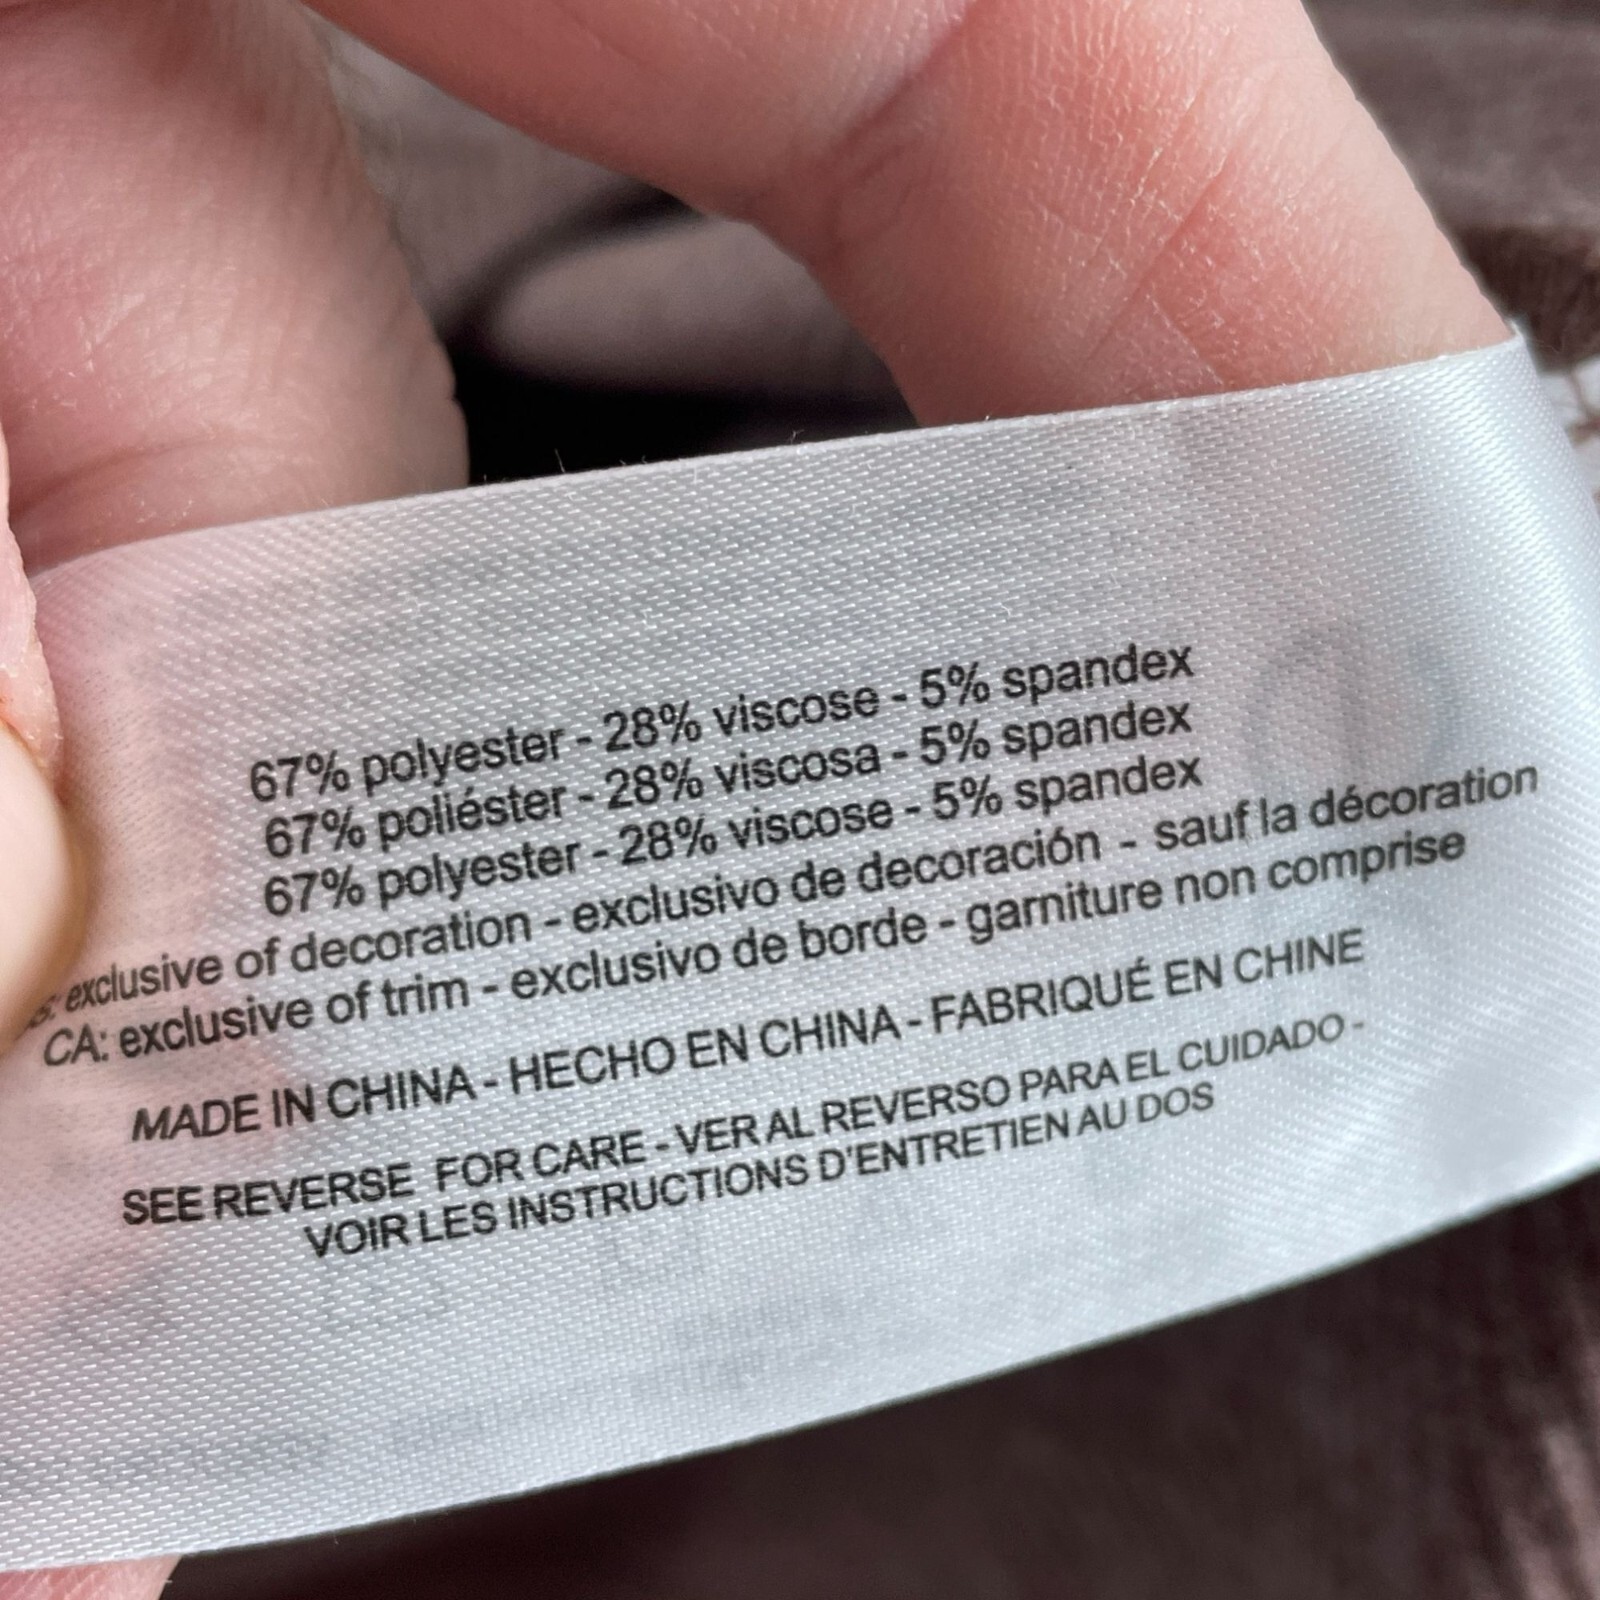 67% polyester - 28% viscose - 5% spandex
67% poliéster - 28% viscosa - 5% spandex
67% polyester - 28% viscose - 5% spandex
exclusive of decoration - exclusivo de decoración - sauf la décoration
CA: exclusive of trim - exclusivo de borde - garniture non comprise
MADE IN CHINA - HECHO EN CHINA - FABRIQUÉ EN CHINE
SEE REVERSE FOR CARE - VER AL REVERSO PARA EL CUIDADO -
VOIR LES INSTRUCTIONS D'ENTRETIEN AU DOS